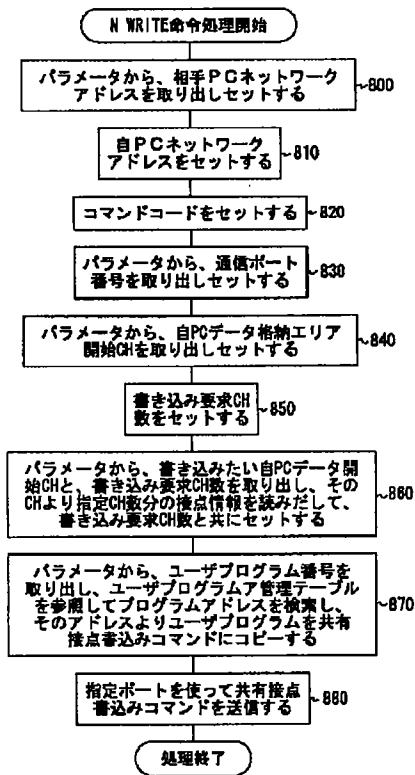 N WRITE命令処理開始
パラメータから、相手PCネットワーク
アドレスを取り出しセットする
~800
自PCネットワーク
アドレスをセットする
~810
コマンドコードをセットする
~820
パラメータから、通信ポート
番号を取り出しセットする
~830
パラメータから、自PCデータ格納エリア
開始CHを取り出しセットする
~840
書き込み要求CH
数をセットする
~850
パラメータから、書き込みたい自PCデータ開
始CHと、書き込み要求CH数を取り出し、その
CHより指定CH数分の接点情報を読みだして、
書き込み要求CH数と共にセットする
~860
パラメータから、ユーザプログラム番号を
取り出し、ユーザプログラムア管理テーブル
を参照してプログラムアドレスを検索し、
そのアドレスよりユーザプログラムを共有
接点書込みコマンドにコピーする
~870
指定ポートを使って共有接点
書込みコマンドを送信する
~880
処理終了